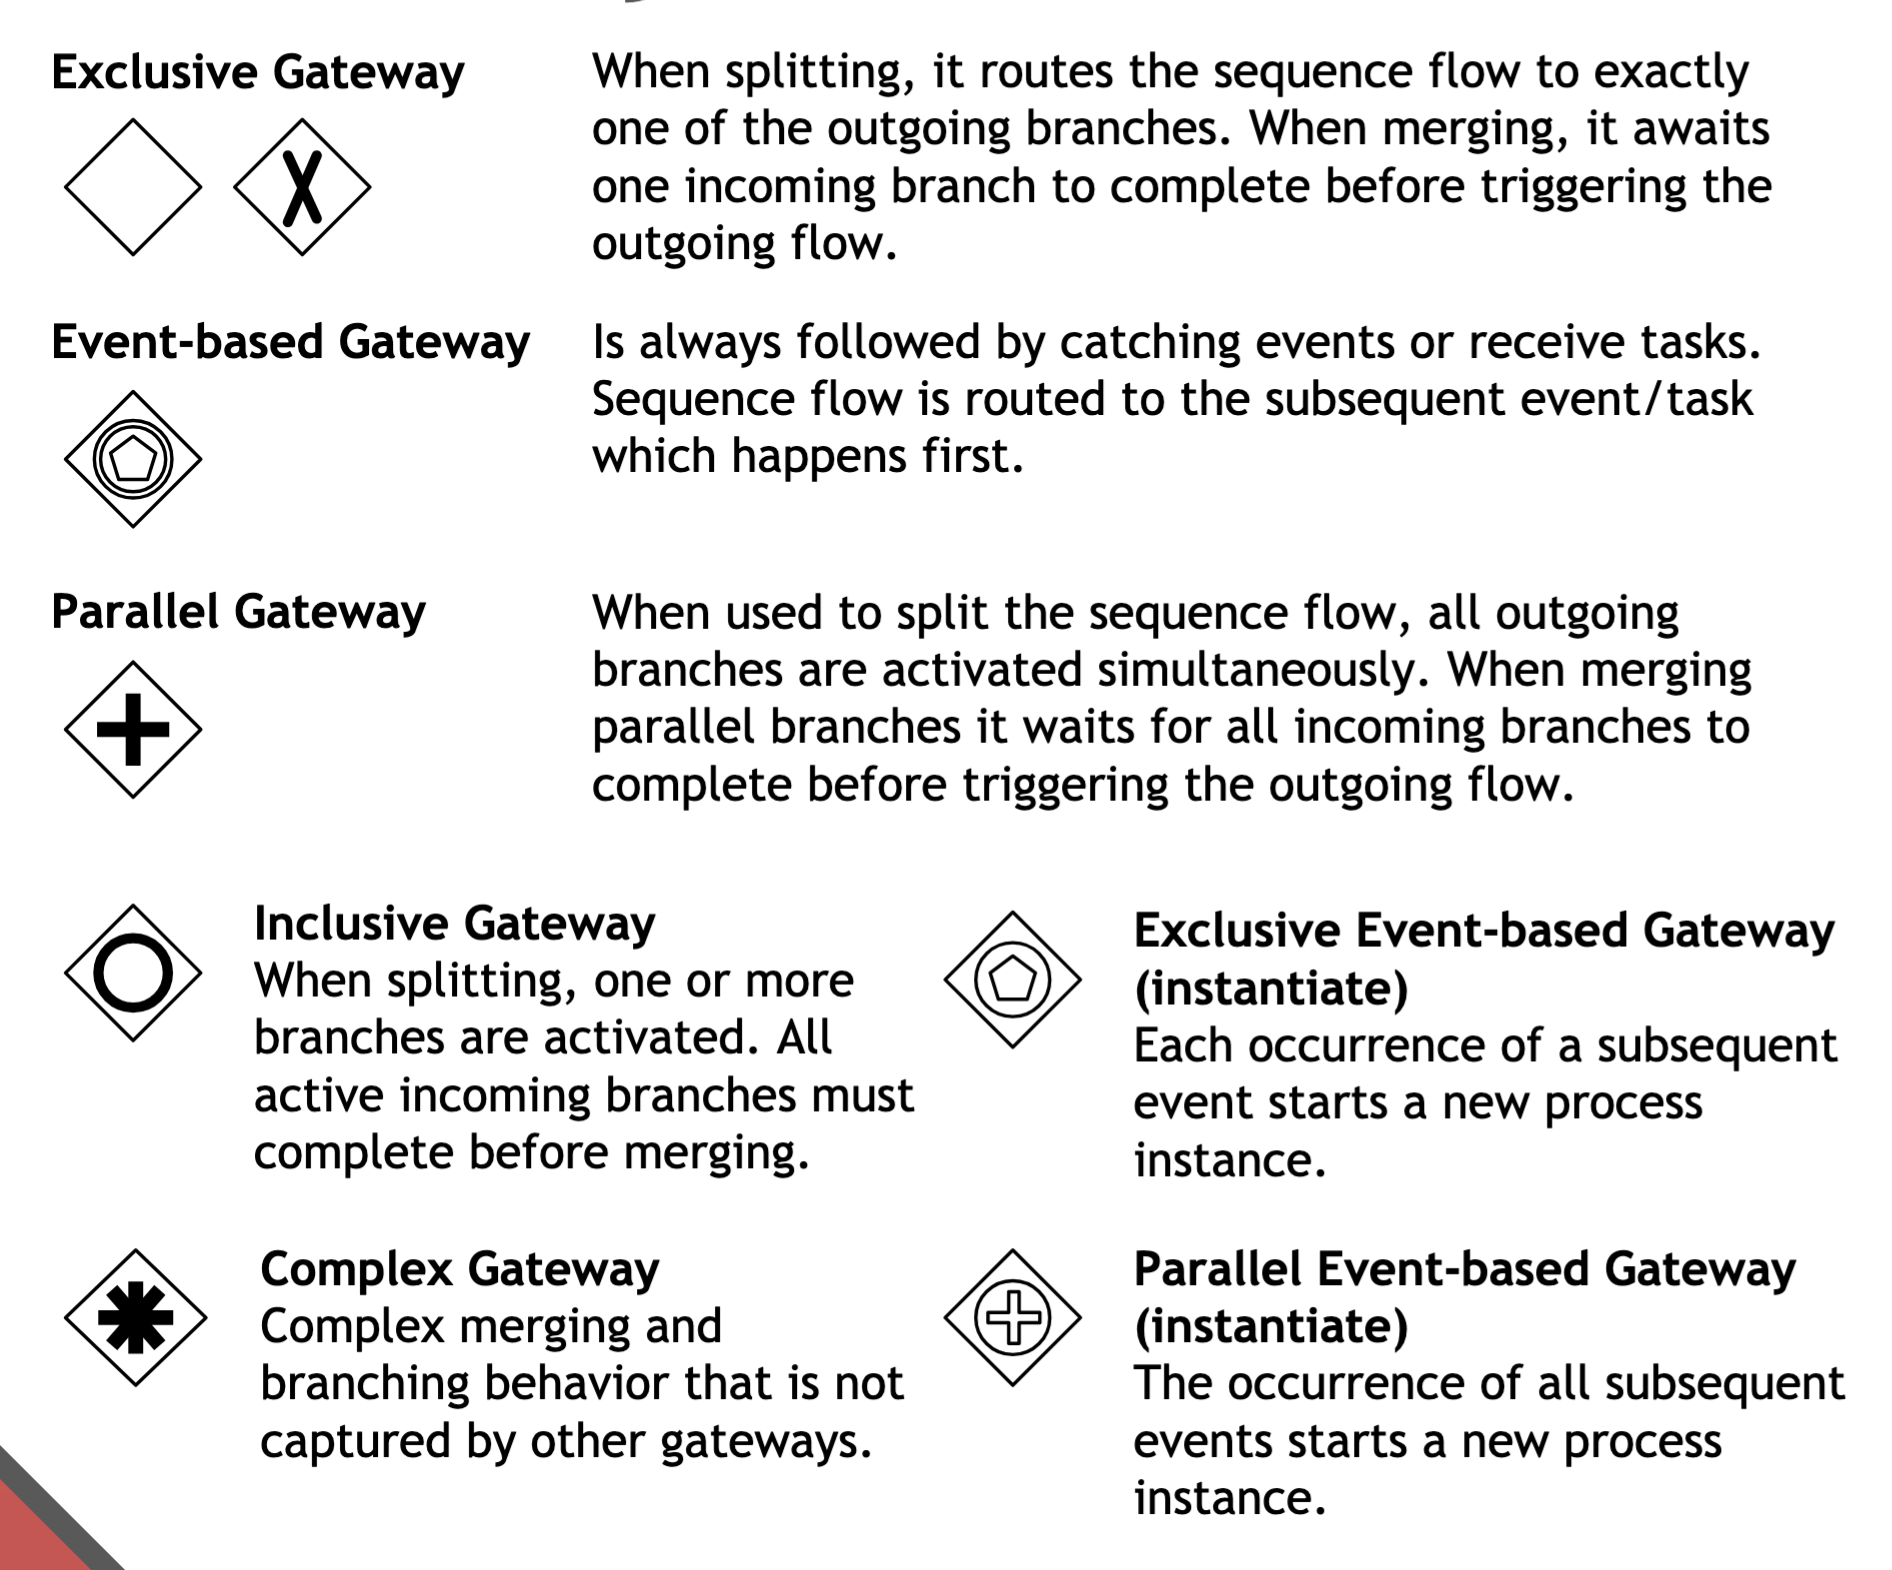 Exclusive Gateway
When splitting, it routes the sequence flow to exactly
one of the outgoing branches. When merging, it awaits
one incoming branch to complete before triggering the
outgoing flow.
Event-based Gateway
Is always followed by catching events or receive tasks.
Sequence flow is routed to the subsequent event/task
which happens first.
Parallel Gateway
When used to split the sequence flow, all outgoing
branches are activated simultaneously. When merging
parallel branches it waits for all incoming branches to
complete before triggering the outgoing flow.
Inclusive Gateway
When splitting, one or more
branches are activated. All
active incoming branches must
complete before merging.
Exclusive Event-based Gateway
(instantiate)
Each occurrence of a subsequent
event starts a new process
instance.
Complex Gateway
Complex merging and
branching behavior that is not
captured by other gateways.
Parallel Event-based Gateway
(instantiate)
The occurrence of all subsequent
events starts a new process
instance.